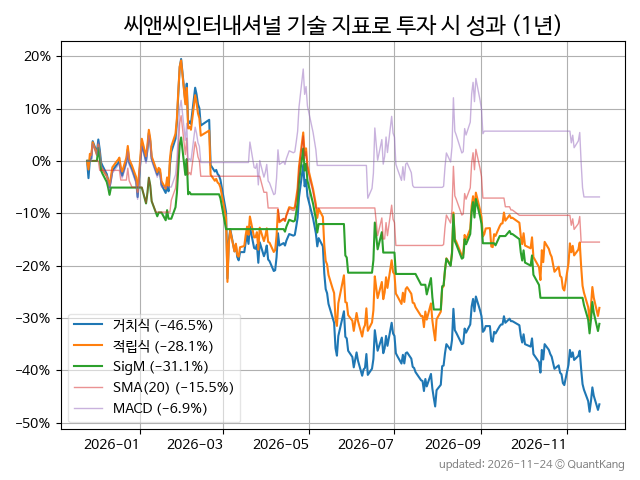 씨앤씨인터내셔널 기술 지표로 투자 시 성과 (1년)
20%
10%
0%
−10%
−20%
−30%
−40%
−50%
거치식 (−46.5%)
적립식 (−28.1%)
SigM (−31.1%)
SMA(20) (−15.5%)
MACD (−6.9%)
2026-01 2026-03 2026-05 2026-07 2026-09 2026-11
updated: 2026-11-24 © QuantKang